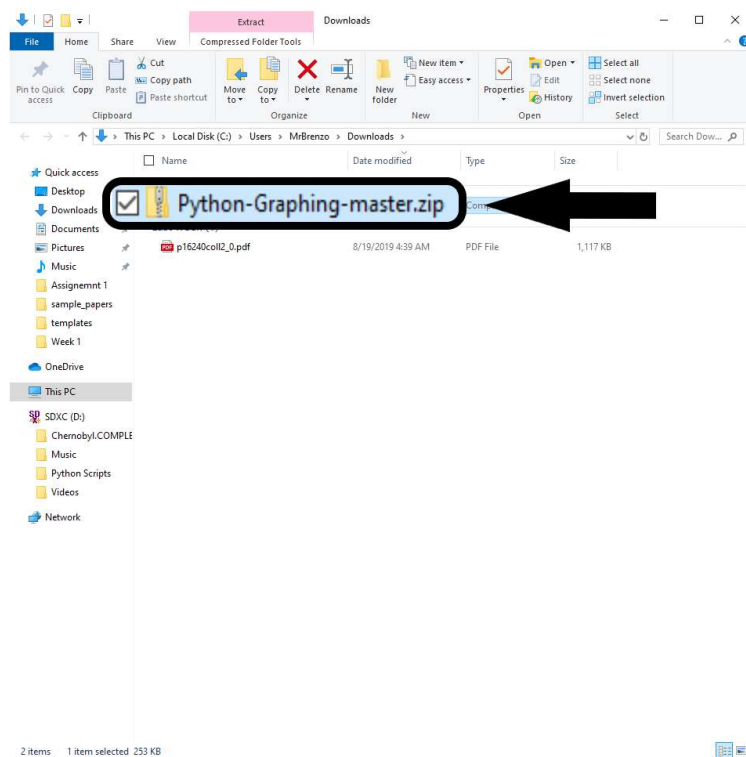 Extract Downloads
File Home Share View Compressed Folder Tools
Pin to Quick access
Copy
Paste
Cut
Copy path
Paste shortcut
Move to
Copy to
Delete
Rename
New folder
New item
Easy access
Properties
Open
Edit
History
Select all
Select none
Invert selection
Clipboard Organize New Open Select
This PC > Local Disk (C:) > Users > MrBrenzo > Downloads > Search Dow...
Name Date modified Type Size
Quick access
Desktop
Downloads
Documents
Pictures
Music
Assignemnt 1
sample_papers
templates
Week 1
OneDrive
This PC
SDXC (D:)
Chernobyl.COMPLE
Music
Python Scripts
Videos
Network
Python-Graphing-master.zip
p16240coll2_0.pdf 8/19/2019 4:39 AM PDF File 1,117 KB
2 items 1 item selected 253 KB